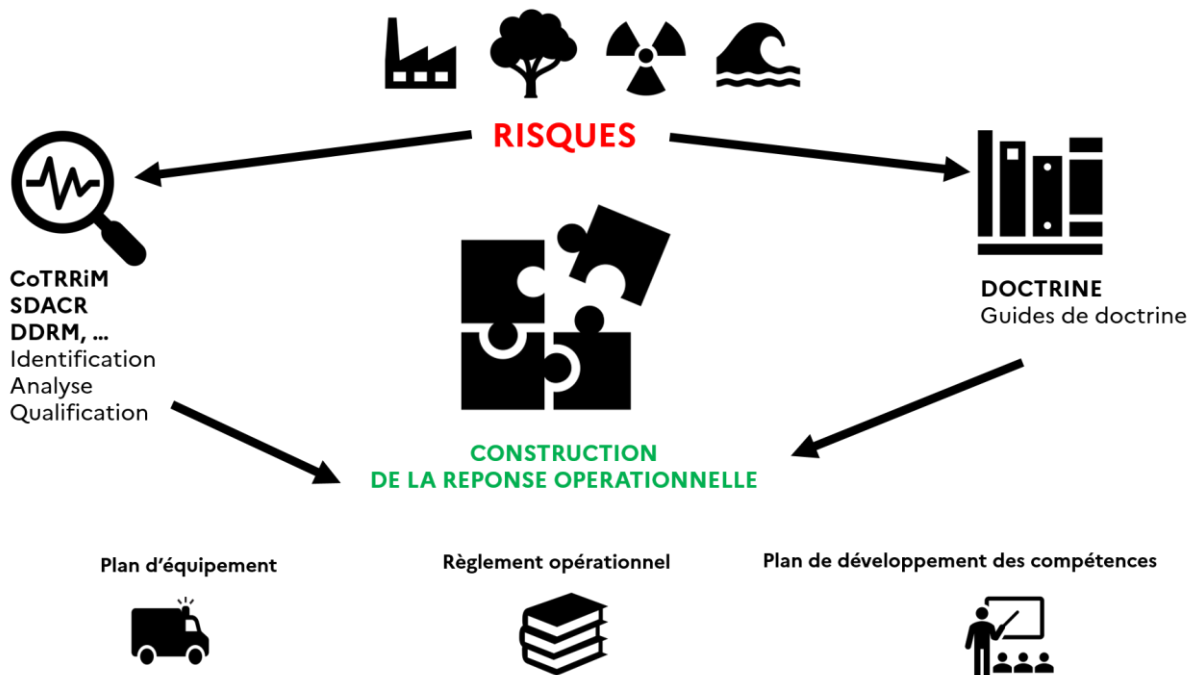 RISQUES
CoTRRiM
SDACR
DDRM, ...
Identification
Analyse
Qualification
DOCTRINE
Guides de doctrine
CONSTRUCTION
DE LA REPONSE OPERATIONNELLE
Plan d’équipement
Règlement opérationnel
Plan de développement des compétences